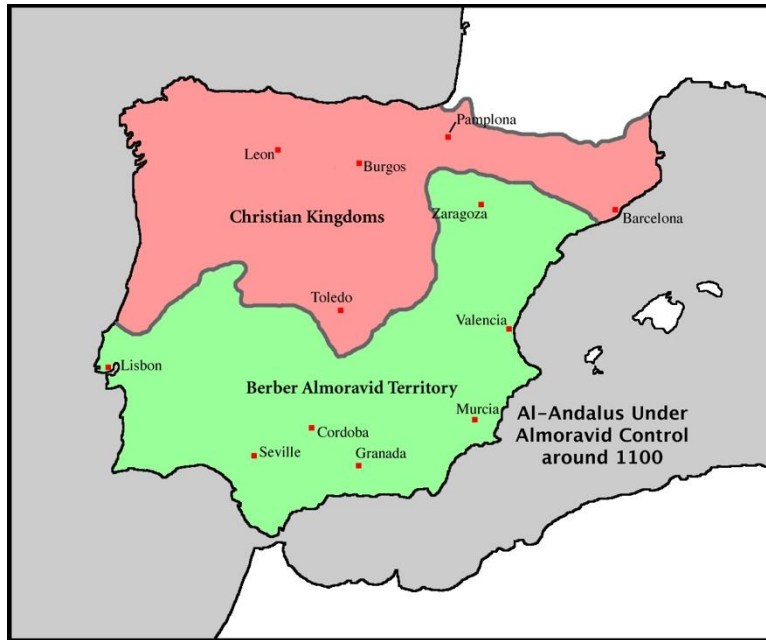 Pamplona
Leon
Burgos
Zaragoza
Barcelona
Christian Kingdoms
Toledo
Valencia
Lisbon
Berber Almoravid Territory
Murcia
Cordoba
Seville
Granada
Al-Andalus Under
Almoravid Control
around 1100